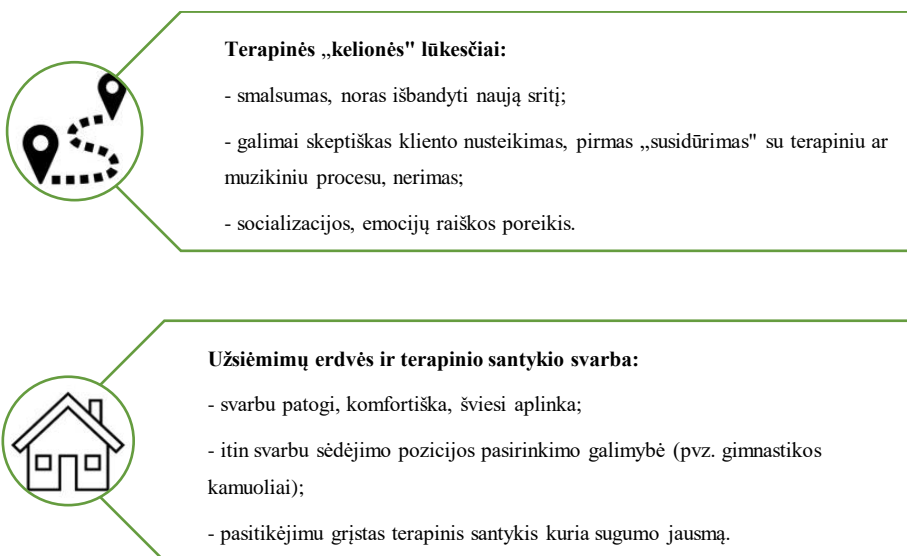 Terapinės „kelionės" lūkesčiai:
- smalsumas, noras išbandyti naują sritį;
- galimai skeptiškas kliento nusteikimas, pirmas „susidūrimas" su terapiniu ar
muzikiniu procesu, nerimas;
- socializacijos, emocijų raiškos poreikis.
Užsiėmimų erdvės ir terapinio santykio svarba:
- svarbu patogi, komfortiška, šviesi aplinka;
- itin svarbu sėdėjimo pozicijos pasirinkimo galimybė (pvz. gimnastikos
kamuoliai);
- pasitikėjimu grįstas terapinis santykis kuria sugumo jausmą.